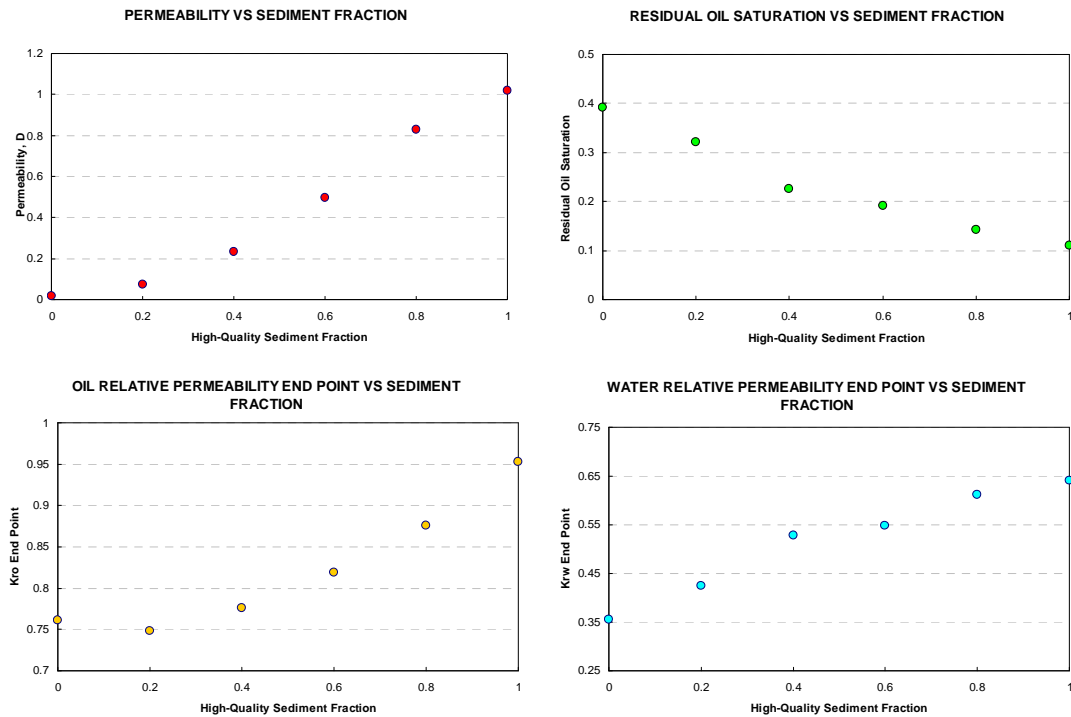 PERMEABILITY VS SEDIMENT FRACTION
1.2
1
0.8
0.6
0.4
0.2
0
Permeability, D
0 0.2 0.4 0.6 0.8 1
High-Quality Sediment Fraction
RESIDUAL OIL SATURATION VS SEDIMENT FRACTION
0.5
0.4
0.3
0.2
0.1
0
Residual Oil Saturation
0 0.2 0.4 0.6 0.8 1
High-Quality Sediment Fraction
OIL RELATIVE PERMEABILITY END POINT VS SEDIMENT
FRACTION
1
0.95
0.9
0.85
0.8
0.75
0.7
Kro End Point
0 0.2 0.4 0.6 0.8 1
High-Quality Sediment Fraction
WATER RELATIVE PERMEABILITY END POINT VS SEDIMENT
FRACTION
0.75
0.65
0.55
0.45
0.35
0.25
Krw End Point
0 0.2 0.4 0.6 0.8 1
High-Quality Sediment Fraction